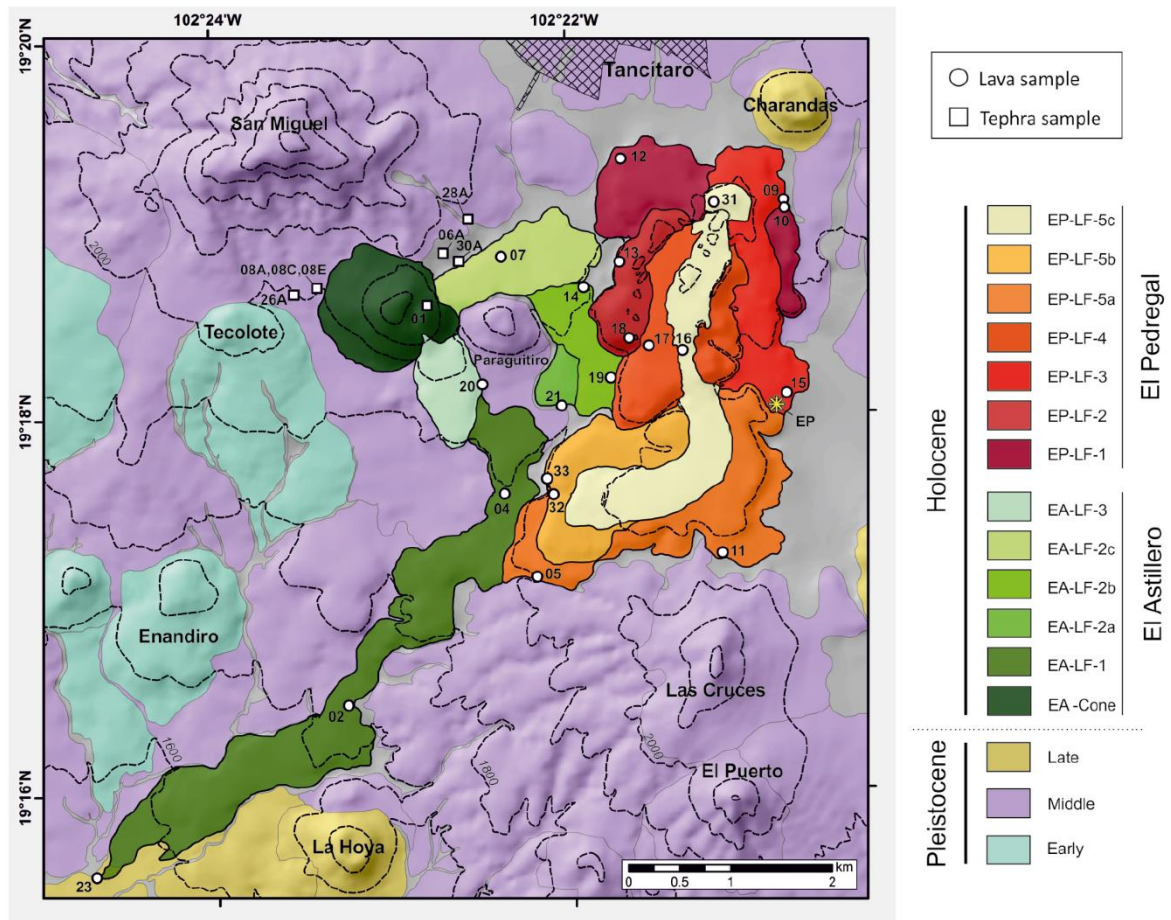 102°24'W
102°22'W
19°20'N
19°18'N
19°16'N
102°24'W
102°22'W
Tancitaro
Charandas
San Miguel
12
31
09
10
28A
06A
30A
07
13
2000
08A,08C,08E
26A
14
01
18
17
16
Tecolote
Paraguitiro
20
19
21
15
EP
33
32
04
11
05
Enandiro
Las Cruces
02
1600
1800
2000
El Puerto
La Hoya
23
km
0 0.5 1 2
Lava sample
Tephra sample
Holocene
El Pedregal
EP-LF-5c
EP-LF-5b
EP-LF-5a
EP-LF-4
EP-LF-3
EP-LF-2
EP-LF-1
El Astillero
EA-LF-3
EA-LF-2c
EA-LF-2b
EA-LF-2a
EA-LF-1
EA -Cone
Pleistocene
Late
Middle
Early